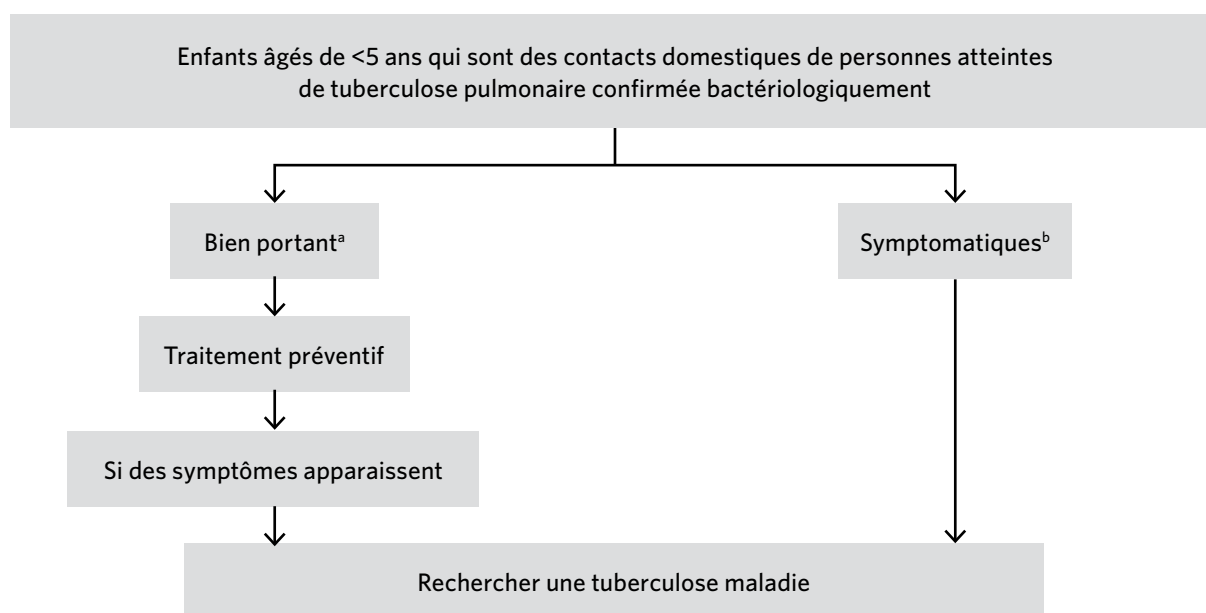 Enfants âgés de <5 ans qui sont des contacts domestiques de personnes atteintes
de tuberculose pulmonaire confirmée bactériologiquement
Bien portantᵃ
Symptomatiquesᵇ
Traitement préventif
Si des symptômes apparaissent
Rechercher une tuberculose maladie